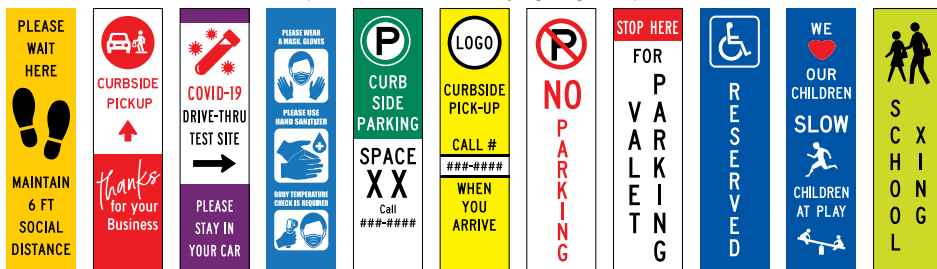 PLEASE
WAIT
HERE
MAINTAIN
6 FT
SOCIAL
DISTANCE
CURBSIDE
PICKUP
thanks
for your
Business
COVID-19
DRIVE-THRU
TEST SITE
PLEASE
STAY IN
YOUR CAR
PLEASE WEAR
A MASK, GLOVES
PLEASE USE
HAND SANITIZER
BODY TEMPERATURE
CHECK IS REQUIRED
P
CURB
SIDE
PARKING
SPACE
XX
Call
###-####
LOGO
CURBSIDE
PICK-UP
CALL #
###-####
WHEN
YOU
ARRIVE
P
NO
PARKING
STOP HERE
FOR
VALET
PARKING
RESERVED
WE
OUR
CHILDREN
SLOW
CHILDREN
AT PLAY
SCHOOL
XING